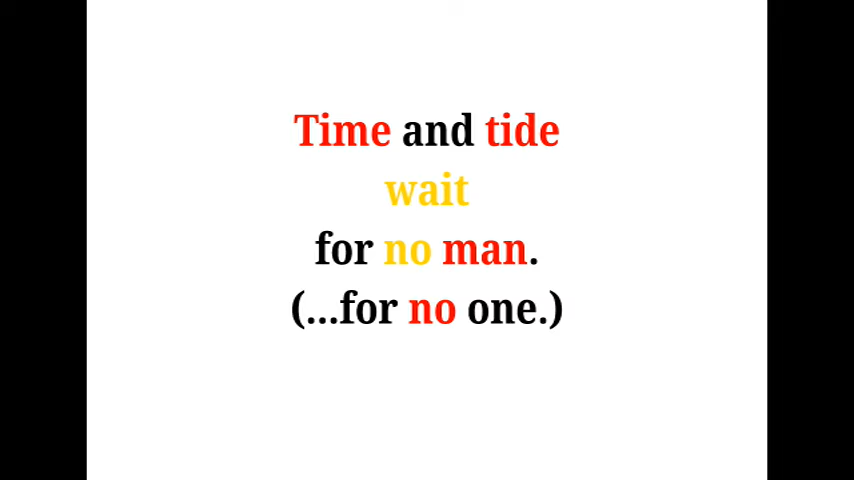 Time and tide
wait
for no man.
(...for no one.)